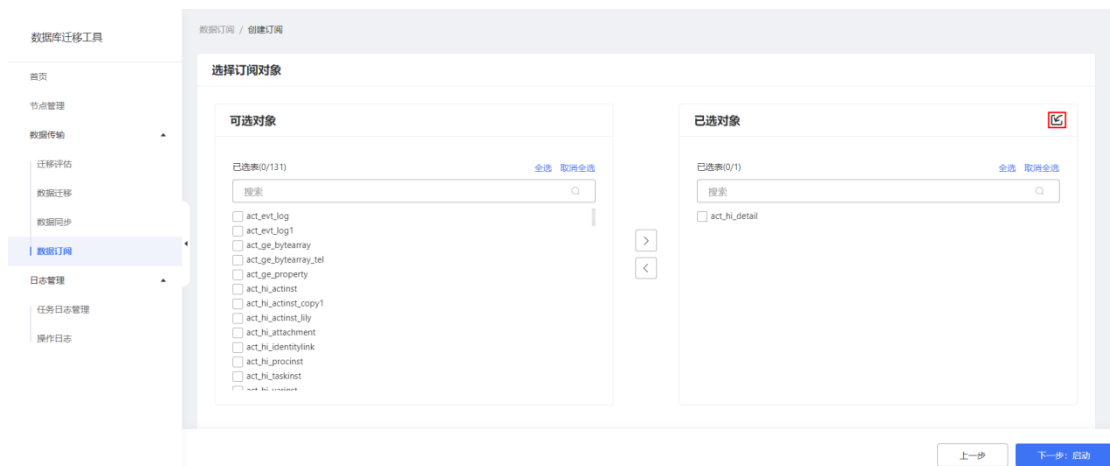 数据库迁移工具
首页
节点管理
数据传输
迁移评估
数据迁移
数据同步
数据订阅
日志管理
任务日志管理
操作日志
数据订阅 / 创建订阅
选择订阅对象
可选对象
已选表(0/131) 全选 取消全选
搜索
act_evt_log
act_evt_log1
act_ge_bytearray
act_ge_bytearray_tel
act_ge_property
act_hi_actinst
act_hi_actinst_copy1
act_hi_actinst_lily
act_hi_attachment
act_hi_identitylink
act_hi_procinst
act_hi_taskinst
act_hi_varinst
已选对象
已选表(0/1) 全选 取消全选
搜索
act_hi_detail
上一步 下一步: 启动